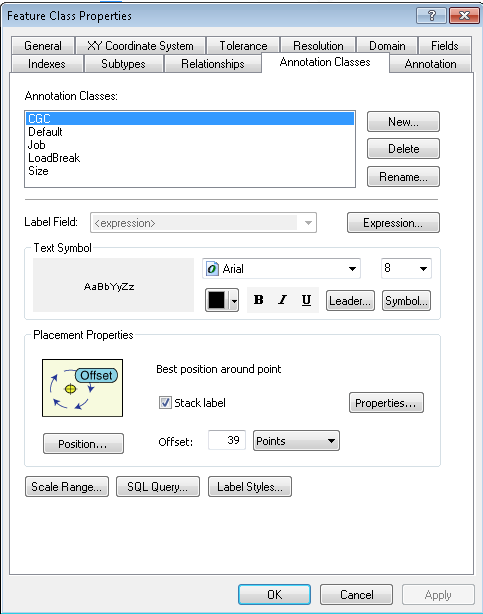 Feature Class Properties
General XY Coordinate System Tolerance Resolution Domain Fields
Indexes Subtypes Relationships Annotation Classes Annotation
Annotation Classes:
CGC
Default
Job
LoadBreak
Size
New...
Delete
Rename...
Label Field: <expression> Expression...
Text Symbol
AaBbYyZz
Arial 8
B I U Leader... Symbol...
Placement Properties
Offset
Best position around point
Stack label Properties...
Position... Offset: 39 Points
Scale Range... SQL Query... Label Styles...
OK Cancel Apply